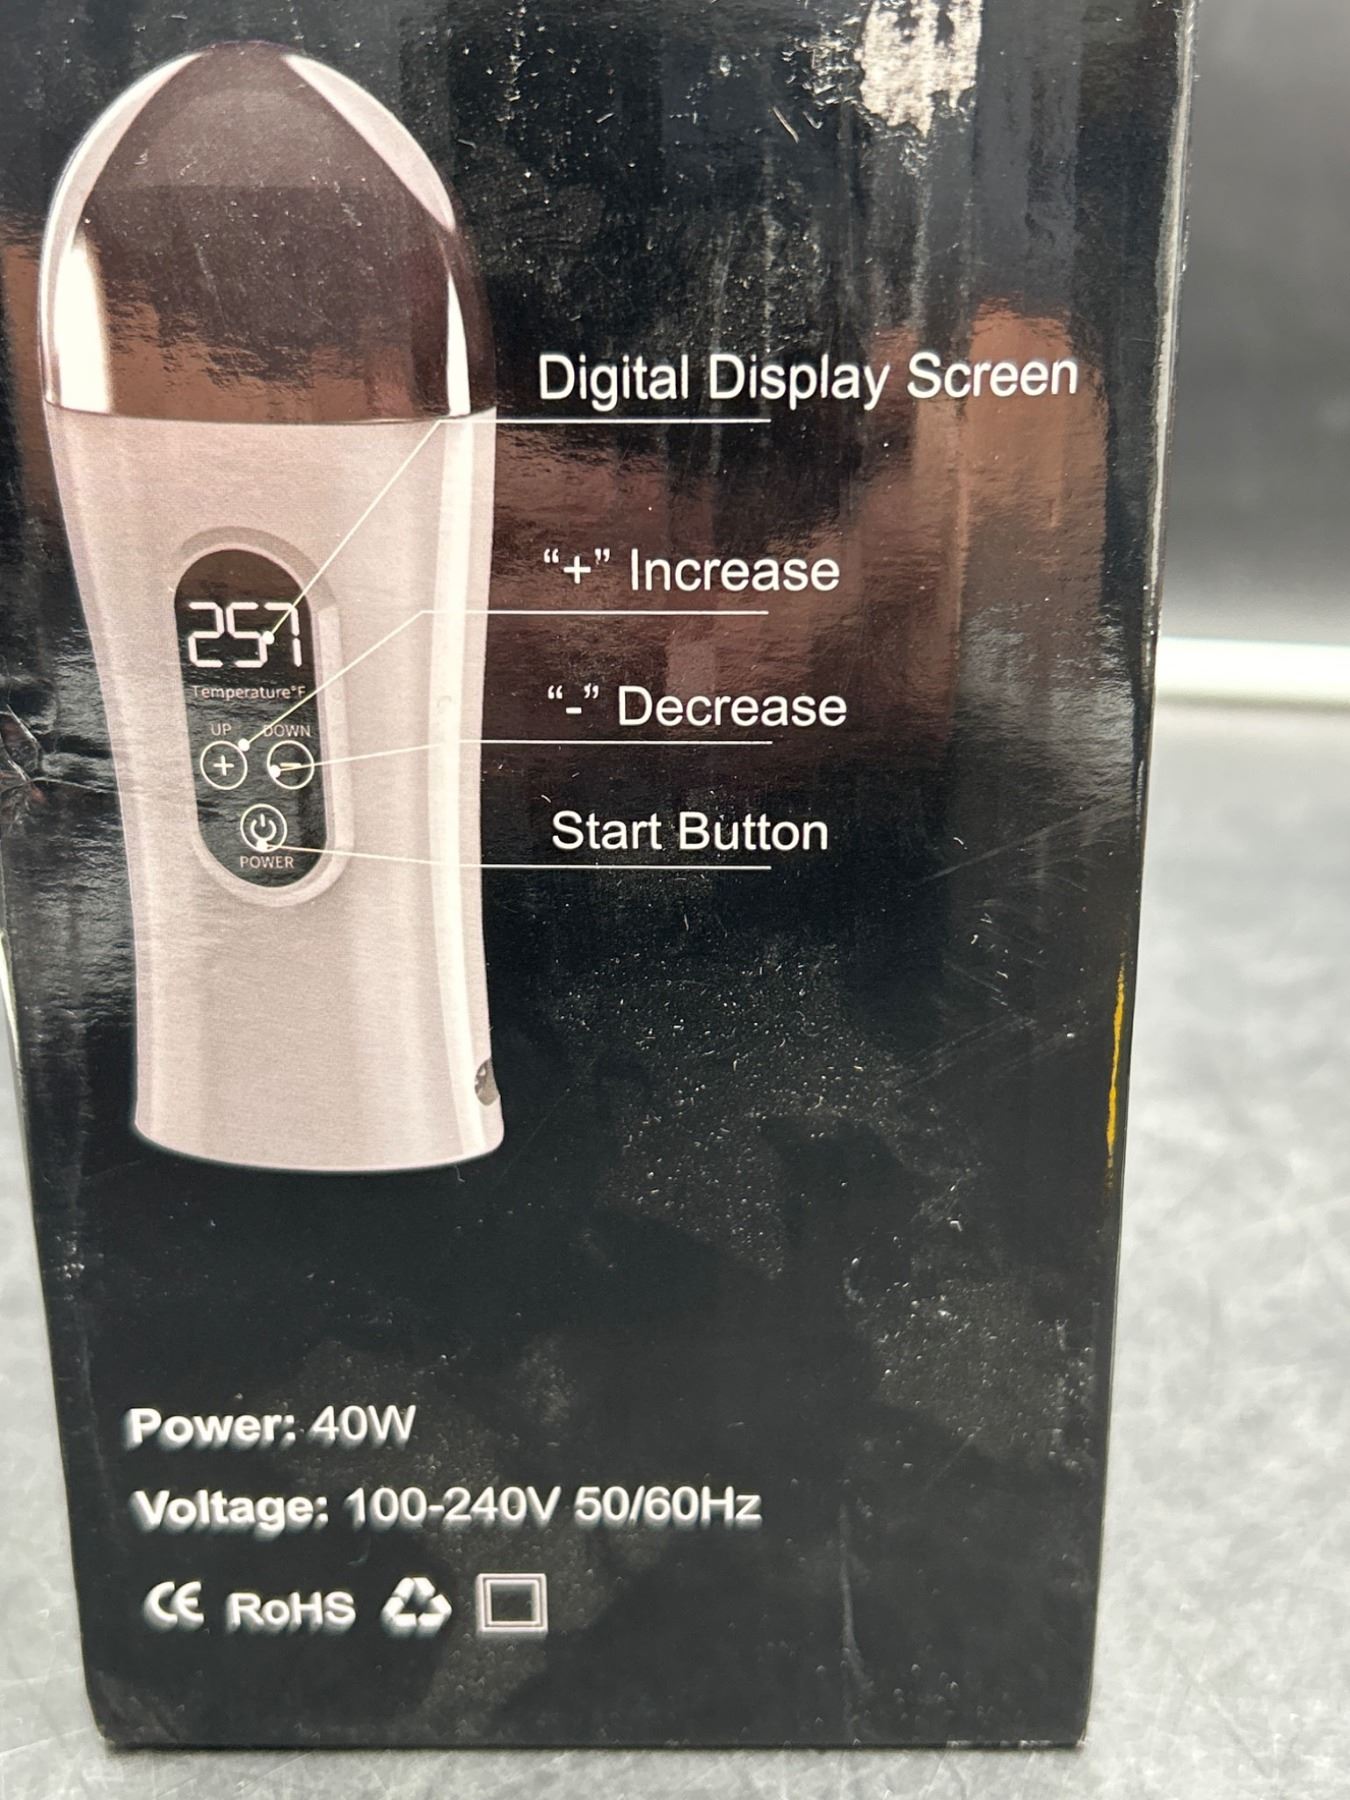 Digital Display Screen
“+” Increase
257
Temperature°F
“-” Decrease
UP DOWN
+ -
Start Button
POWER
Power: 40W
Voltage: 100-240V 50/60Hz
CE RoHS